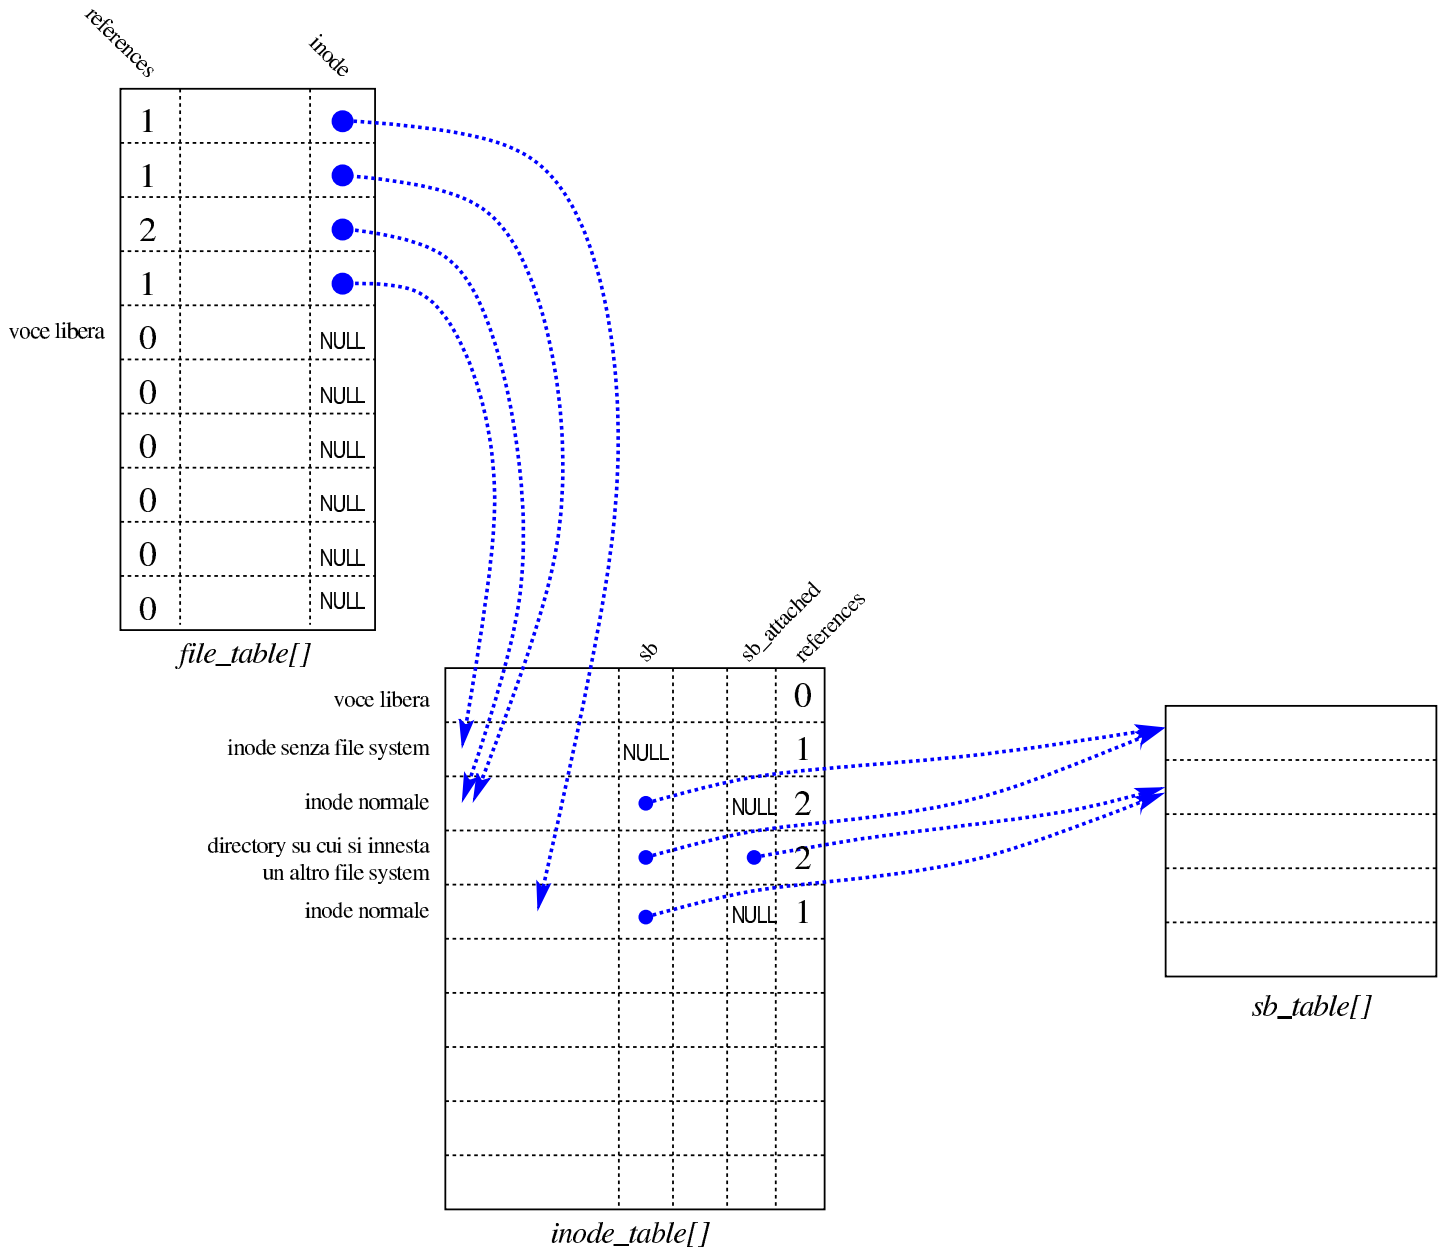 references inode
1
1
2
1
voce libera 0 NULL
0 NULL
0 NULL
0 NULL
0 NULL
0 NULL
file_table[]
sb sb_attached references
voce libera 0
inode senza file system NULL 1
inode normale NULL 2
directory su cui si innesta
un altro file system 2
inode normale NULL 1
inode_table[]
sb_table[]